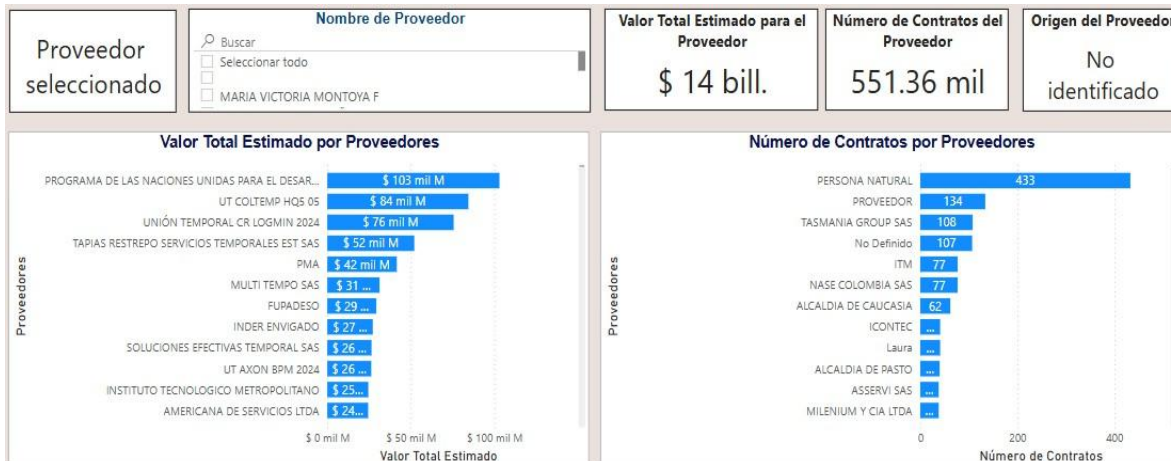 Proveedor
seleccionado
Nombre de Proveedor
Buscar
Seleccionar todo
MARIA VICTORIA MONTOYA F
Valor Total Estimado para el
Proveedor
$ 14 bill.
Número de Contratos del
Proveedor
551.36 mil
Origen del Proveedor
No
identificado
Valor Total Estimado por Proveedores
Proveedores
PROGRAMA DE LAS NACIONES UNIDAS PARA EL DESAR... $ 103 mil M
UT COLTEMP HQ5 05 $ 84 mil M
UNIÓN TEMPORAL CR LOGMIN 2024 $ 76 mil M
TAPIAS RESTREPO SERVICIOS TEMPORALES EST SAS $ 52 mil M
PMA $ 42 mil M
MULTI TEMPO SAS $ 31 ...
FUPADESO $ 29 ...
INDER ENVIGADO $ 27 ...
SOLUCIONES EFECTIVAS TEMPORAL SAS $ 26 ...
UT AXON BPM 2024 $ 26 ...
INSTITUTO TECNOLOGICO METROPOLITANO $ 25...
AMERICANA DE SERVICIOS LTDA $ 24...
$ 0 mil M $ 50 mil M $ 100 mil M
Valor Total Estimado
Número de Contratos por Proveedores
Proveedores
PERSONA NATURAL 433
PROVEEDOR 134
TASMANIA GROUP SAS 108
No Definido 107
ITM 77
NASE COLOMBIA SAS 77
ALCALDIA DE CAUCASIA 62
ICONTEC ...
Laura ...
ALCALDIA DE PASTO ...
ASSERVI SAS ...
MILENIUM Y CIA LTDA ...
0 200 400
Número de Contratos